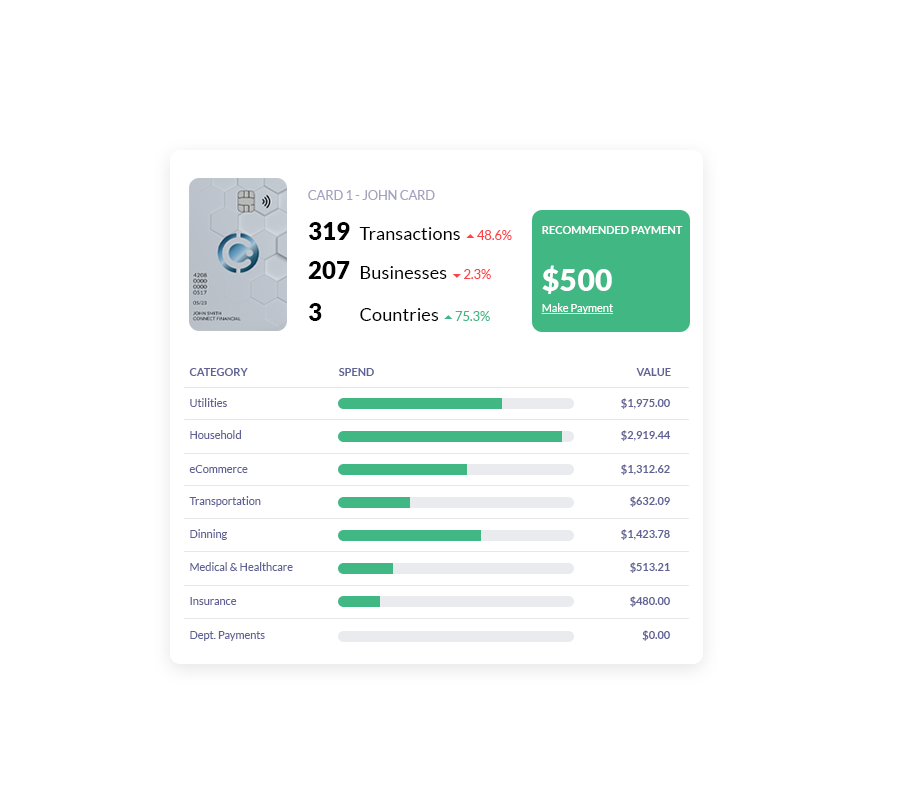 CARD 1 - JOHN CARD
319 Transactions 48.6%
207 Businesses 2.3%
3 Countries 75.3%
4208
0000
0000
0517
05/23
JOHN SMITH
CONNECT FINANCIAL
RECOMMENDED PAYMENT
$500
Make Payment
CATEGORY SPEND VALUE
Utilities $1,975.00
Household $2,919.44
eCommerce $1,312.62
Transportation $632.09
Dinning $1,423.78
Medical & Healthcare $513.21
Insurance $480.00
Dept. Payments $0.00